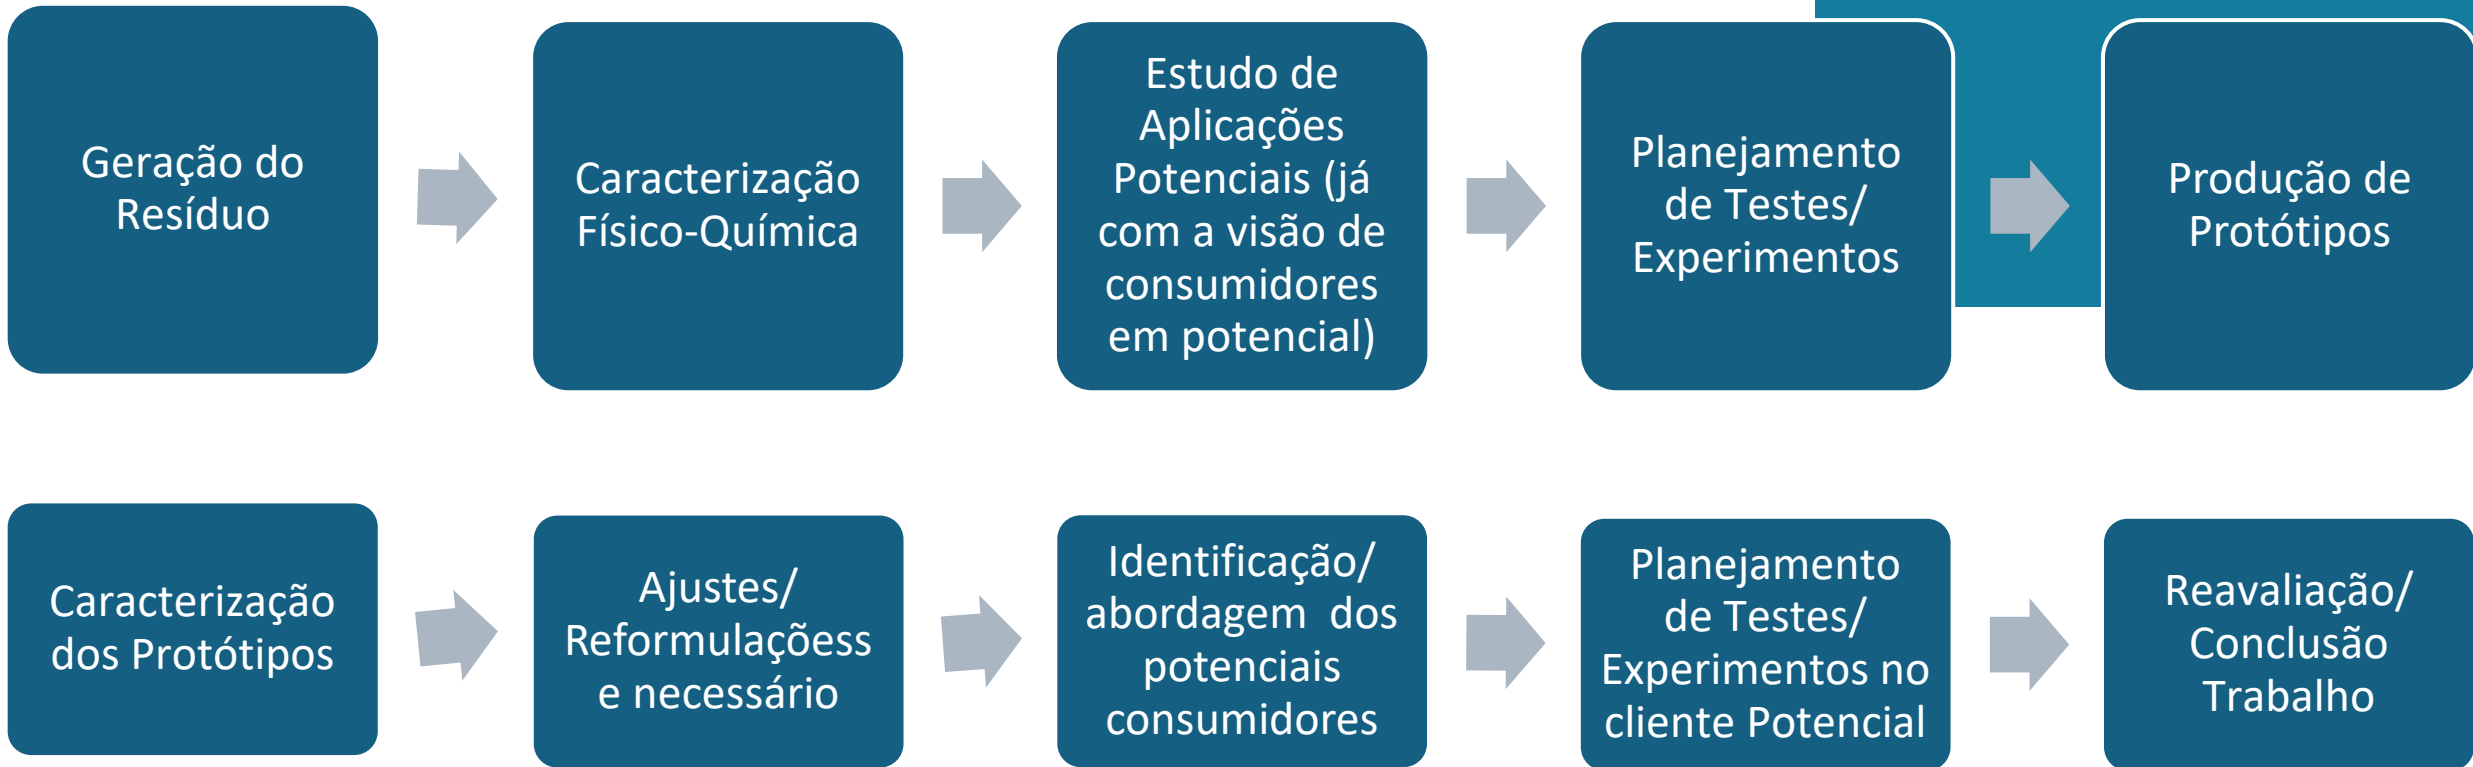 Geração do
Resíduo
Caracterização
Físico-Química
Estudo de
Aplicações
Potenciais (já
com a visão de
consumidores
em potencial)
Planejamento
de Testes/
Experimentos
Produção de
Protótipos
Caracterização
dos Protótipos
Ajustes/
Reformulaçõess
e necessário
Identificação/
abordagem  dos
potenciais
consumidores
Planejamento
de Testes/
Experimentos no
cliente Potencial
Reavaliação/
Conclusão
Trabalho